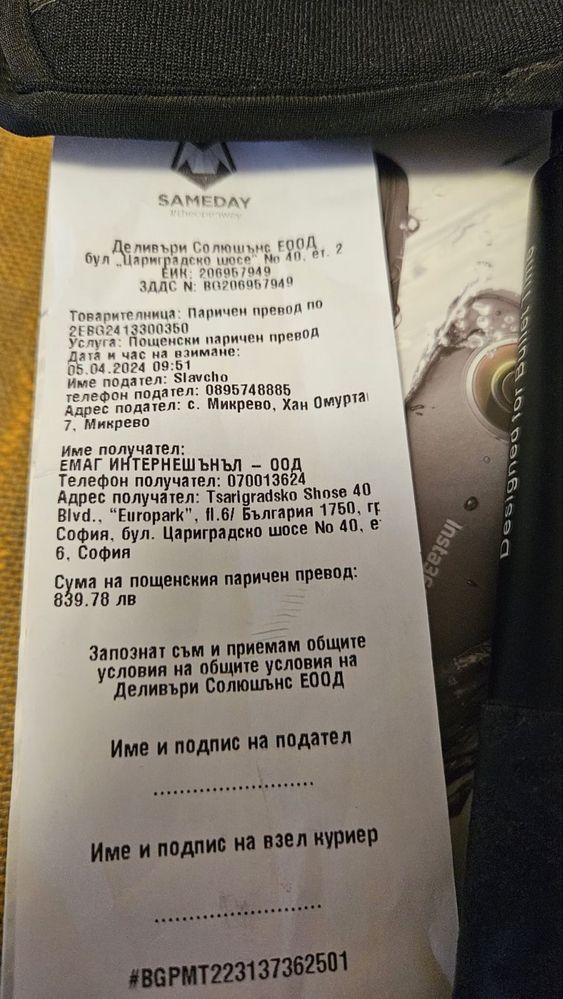 SAMEDAY
#theopenway
Деливъри Солюшънс ЕООД
бул „Цариградско шосе" No 40, ет. 2
ЕИК: 206957949
ЗДДС N: BG206957949
Товарителница: Паричен превод по
2EBG2413300350
Услуга: Пощенски паричен превод
Дата и час на взимане:
05.04.2024 09:51
Име подател: Slavcho
телефон подател: 0895748885
Адрес подател: с. Микрево, Хан Омурта
7, Микрево
Име получател:
ЕМАГ ИНТЕРНЕШЪНЪЛ – ООД
Телефон получател: 070013624
Адрес получател: Tsarigradsko Shose 40
Blvd., "Europark", fl.6/ България 1750, гр
София, бул. Цариградско шосе No 40, е
6, София
Сума на пощенския паричен превод:
839.78 лв
Запознат съм и приемам общите
условия на общите условия на
Деливъри Солюшънс ЕООД
Име и подпис на подател
........................
Име и подпис на взел куриер
........................
#BGPMT223137362501
Designed for Bullet Time
Insta36